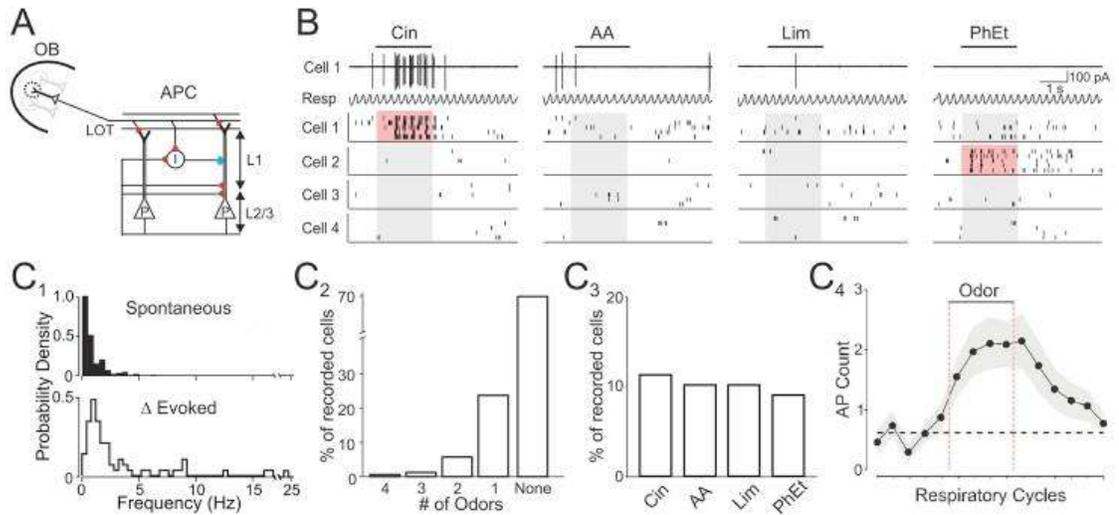 A
OB
APC
LOT
I
L1
P
P
L2/3
B
Cin
AA
Lim
PhEt
Cell 1
100 pA
1 s
Resp
Cell 1
Cell 2
Cell 3
Cell 4
C1
Probability Density
1.0
0.5
0
Spontaneous
0.5
0
Δ Evoked
0 5 10 15 25
Frequency (Hz)
C2
% of recorded cells
70
30
20
10
0
4 3 2 1 None
# of Odors
C3
% of recorded cells
20
10
0
Cin AA Lim PhEt
C4
AP Count
3
2
1
0
Odor
Respiratory Cycles